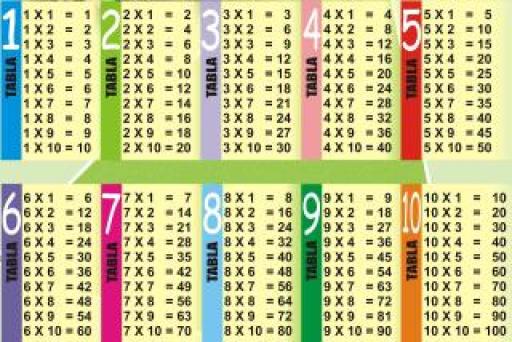 1
TABLA
1 X 1 = 1
1 X 2 = 2
1 X 3 = 3
1 X 4 = 4
1 X 5 = 5
1 X 6 = 6
1 X 7 = 7
1 X 8 = 8
1 X 9 = 9
1 X 10 = 10
2
TABLA
2 X 1 = 2
2 X 2 = 4
2 X 3 = 6
2 X 4 = 8
2 X 5 = 10
2 X 6 = 12
2 X 7 = 14
2 X 8 = 16
2 X 9 = 18
2 X 10 = 20
3
TABLA
3 X 1 = 3
3 X 2 = 6
3 X 3 = 9
3 X 4 = 12
3 X 5 = 15
3 X 6 = 18
3 X 7 = 21
3 X 8 = 24
3 X 9 = 27
3 X 10 = 30
4
TABLA
4 X 1 = 4
4 X 2 = 8
4 X 3 = 12
4 X 4 = 16
4 X 5 = 20
4 X 6 = 24
4 X 7 = 28
4 X 8 = 32
4 X 9 = 36
4 X 10 = 40
5
TABLA
5 X 1 = 5
5 X 2 = 10
5 X 3 = 15
5 X 4 = 20
5 X 5 = 25
5 X 6 = 30
5 X 7 = 35
5 X 8 = 40
5 X 9 = 45
5 X 10 = 50
6
TABLA
6 X 1 = 6
6 X 2 = 12
6 X 3 = 18
6 X 4 = 24
6 X 5 = 30
6 X 6 = 36
6 X 7 = 42
6 X 8 = 48
6 X 9 = 54
6 X 10 = 60
7
TABLA
7 X 1 = 7
7 X 2 = 14
7 X 3 = 21
7 X 4 = 28
7 X 5 = 35
7 X 6 = 42
7 X 7 = 49
7 X 8 = 56
7 X 9 = 63
7 X 10 = 70
8
TABLA
8 X 1 = 8
8 X 2 = 16
8 X 3 = 24
8 X 4 = 32
8 X 5 = 40
8 X 6 = 48
8 X 7 = 56
8 X 8 = 64
8 X 9 = 72
8 X 10 = 80
9
TABLA
9 X 1 = 9
9 X 2 = 18
9 X 3 = 27
9 X 4 = 36
9 X 5 = 45
9 X 6 = 54
9 X 7 = 63
9 X 8 = 72
9 X 9 = 81
9 X 10 = 90
10
TABLA
10 X 1 = 10
10 X 2 = 20
10 X 3 = 30
10 X 4 = 40
10 X 5 = 50
10 X 6 = 60
10 X 7 = 70
10 X 8 = 80
10 X 9 = 90
10 X 10 = 100